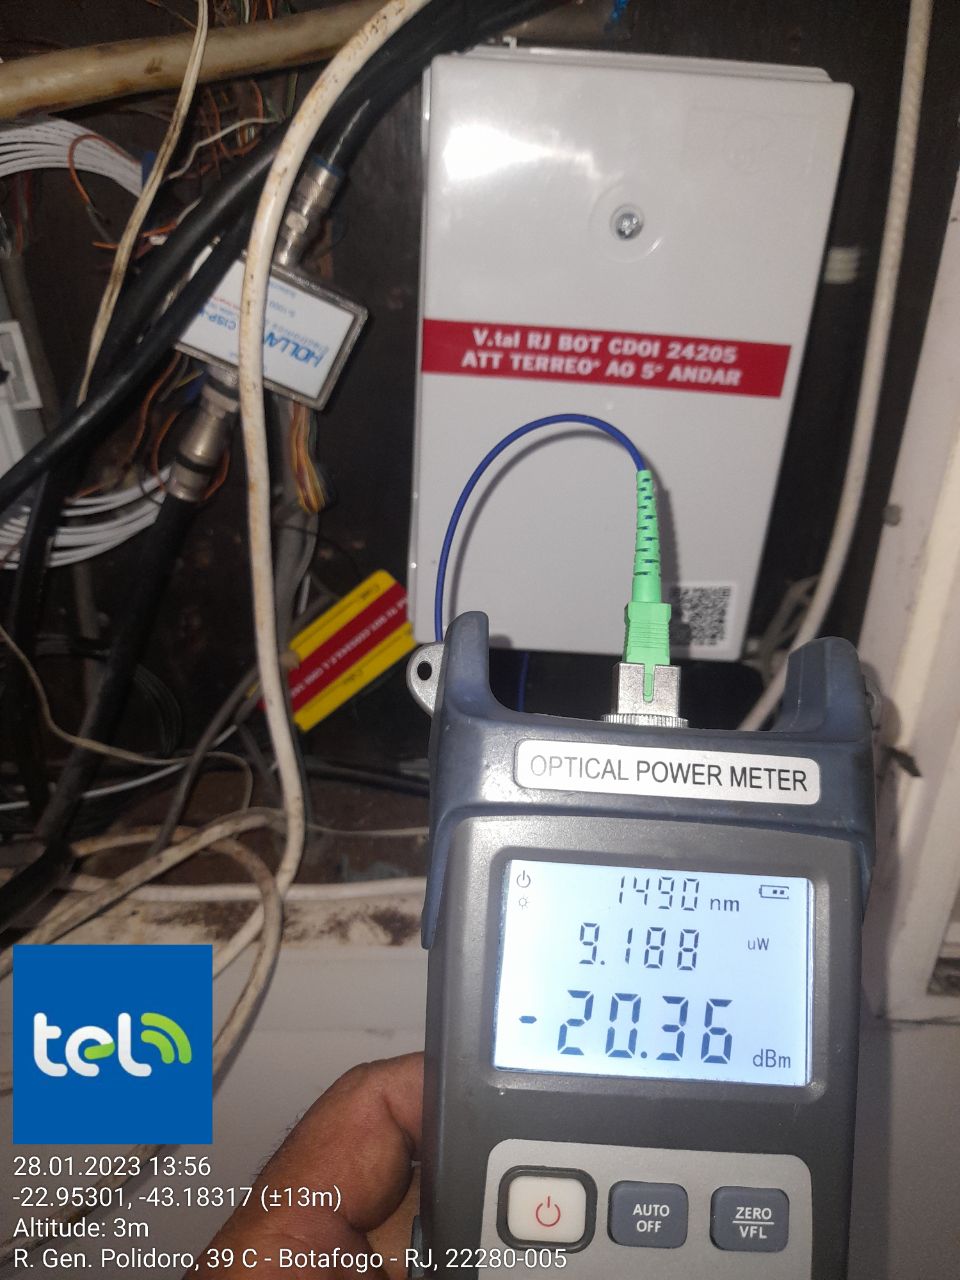 V.tal RJ BOT CDOI 24205
ATT TERREO° AO 5° ANDAR
HOLLAN
OPTICAL POWER METER
1490 nm
9.188 uW
-20.36 dBm
AUTO OFF
ZERO VFL
tel
28.01.2023 13:56
-22.95301, -43.18317 (±13m)
Altitude: 3m
R. Gen. Polidoro, 39 C - Botafogo - RJ, 22280-005